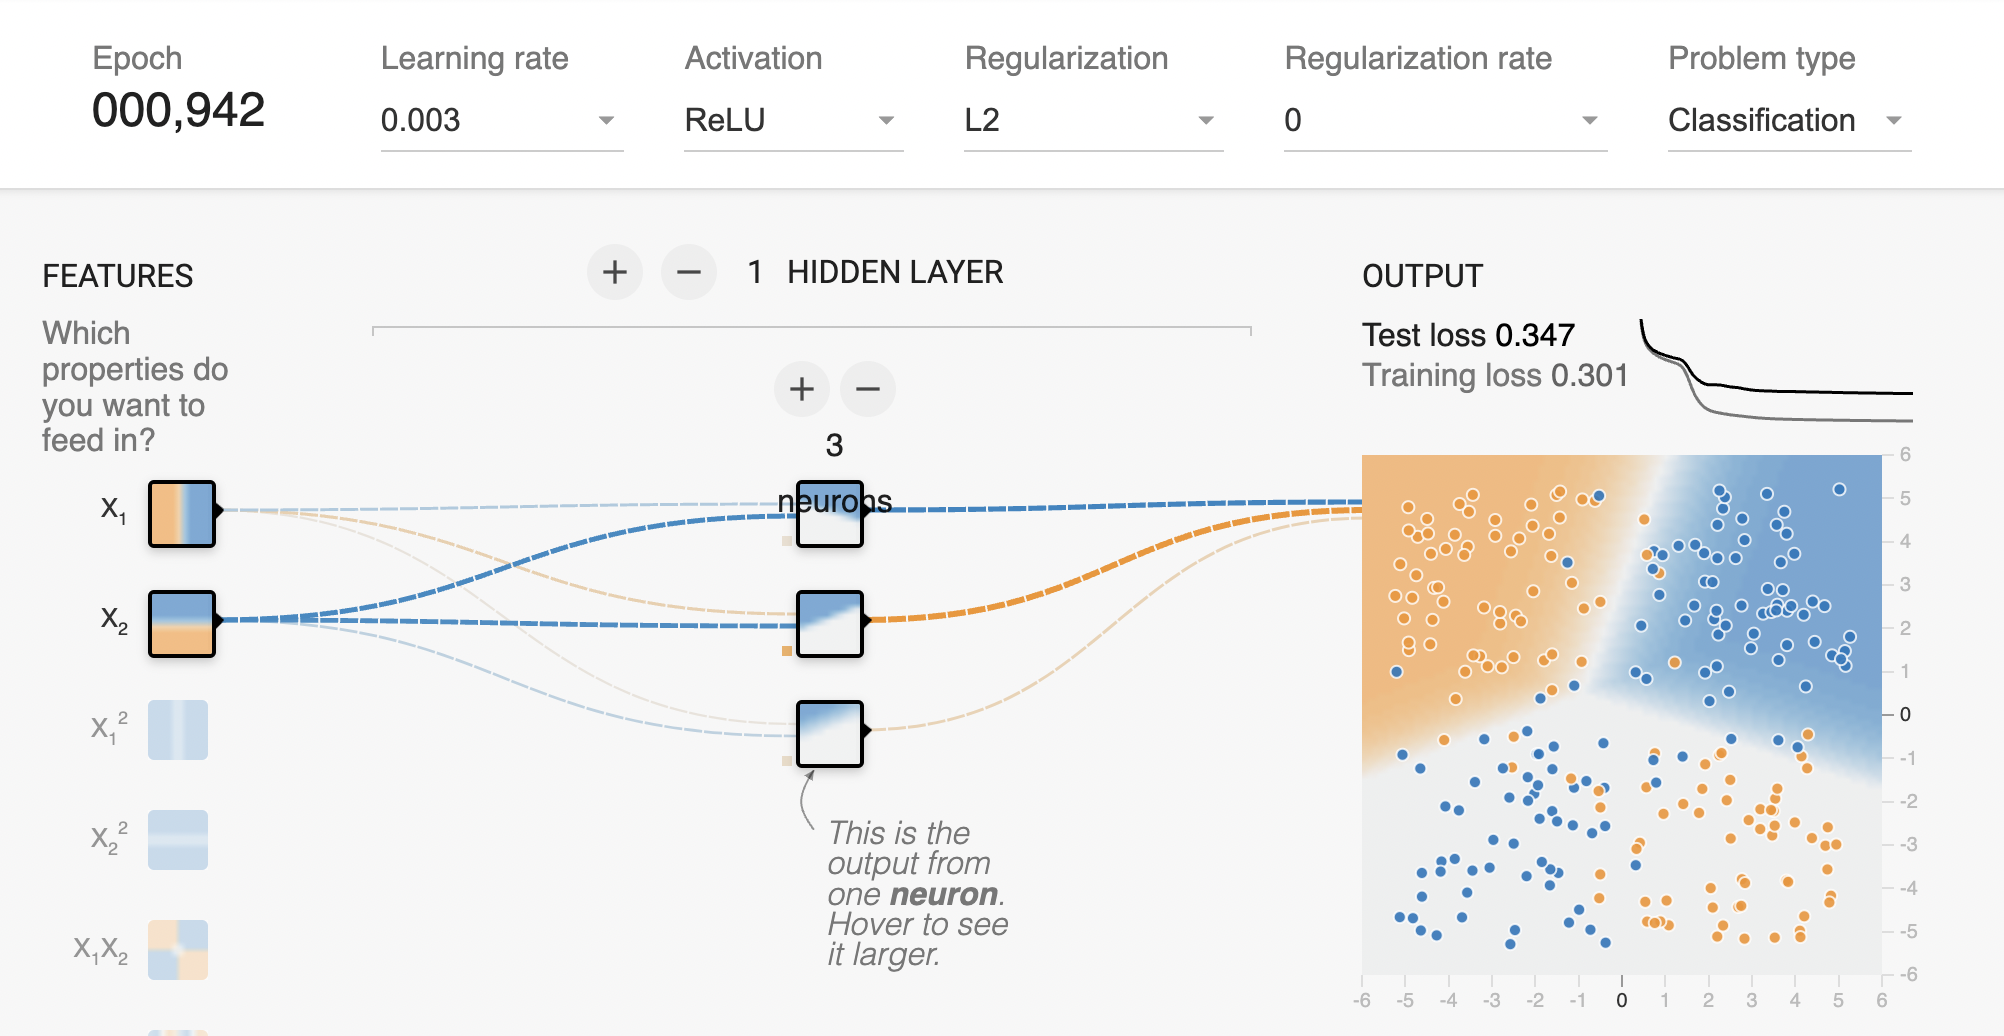 Epoch
000,942
Learning rate
0.003
Activation
ReLU
Regularization
L2
Regularization rate
0
Problem type
Classification
FEATURES
Which
properties do
you want to
feed in?
X1
X2
X1²
X2²
X1X2
+ − 1 HIDDEN LAYER
+ −
3
neurons
This is the
output from
one neuron.
Hover to see
it larger.
OUTPUT
Test loss 0.347
Training loss 0.301
6
5
4
3
2
1
0
-1
-2
-3
-4
-5
-6
-6 -5 -4 -3 -2 -1 0 1 2 3 4 5 6